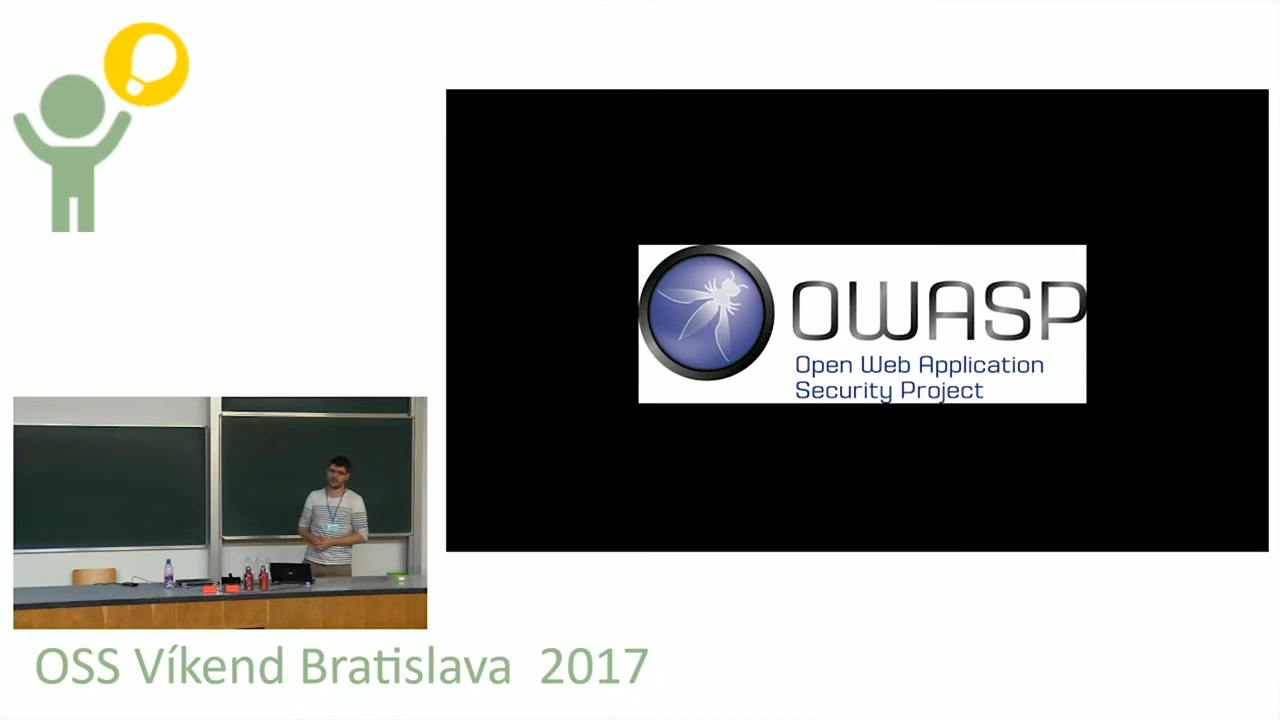 OWASP
Open Web Application
Security Project
OSS Víkend Bratislava 2017